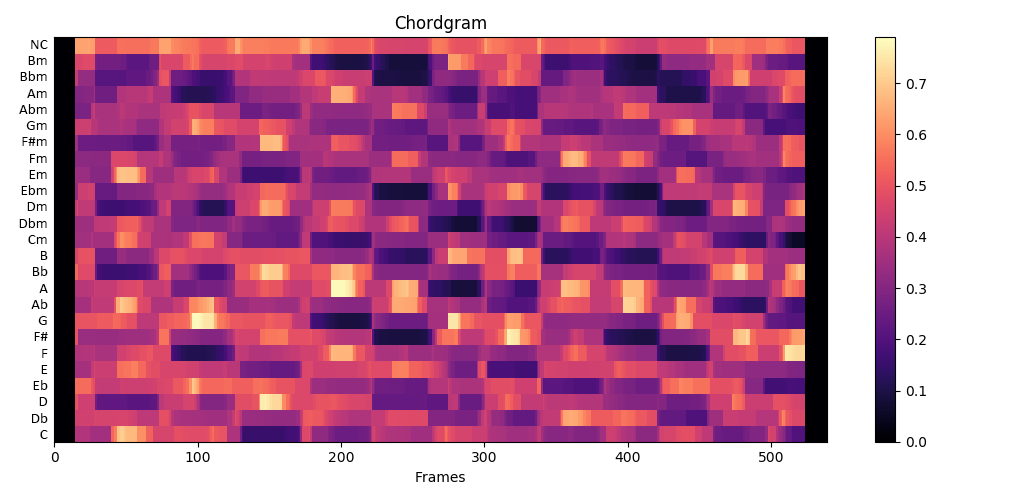 Chordgram
NC
Bm
Bbm
Am
Abm
Gm
F#m
Fm
Em
Ebm
Dm
Dbm
Cm
B
Bb
A
Ab
G
F#
F
E
Eb
D
Db
C
0 100 200 300 400 500
Frames
0.7
0.6
0.5
0.4
0.3
0.2
0.1
0.0